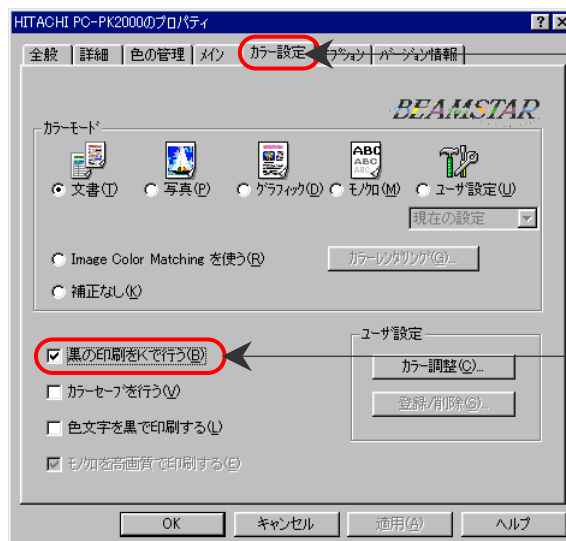 HITACHI PC-PK2000のプロパティ
全般 詳細 色の管理 メイン カラー設定 オプション バージョン情報
BEAMSTAR
カラーモード
ABC
ABC
ABC
文書(T) 写真(P) グラフィック(D) モノクロ(M) ユーザ設定(U)
現在の設定
Image Color Matching を使う(R) カラーレンダリング(G)...
補正なし(K)
ユーザ設定
黒の印刷をKで行う(B)
カラー調整(C)...
カラーセーブを行う(V)
登録/削除(S)...
色文字を黒で印刷する(L)
モノクロを高画質で印刷する(E)
OK キャンセル 適用(A) ヘルプ